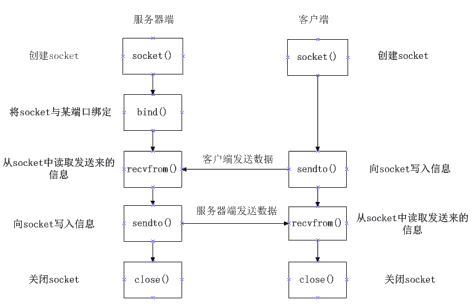 服务器端 客户端
创建socket socket() socket() 创建socket
将socket与某端口绑定 bind()
客户端发送数据
从socket中读取发送来的
信息
recvfrom() sendto() 向socket写入信息
服务器端发送数据
向socket写入信息 sendto() recvfrom()
从socket中读取发送来的
信息
关闭socket close() close() 关闭socket